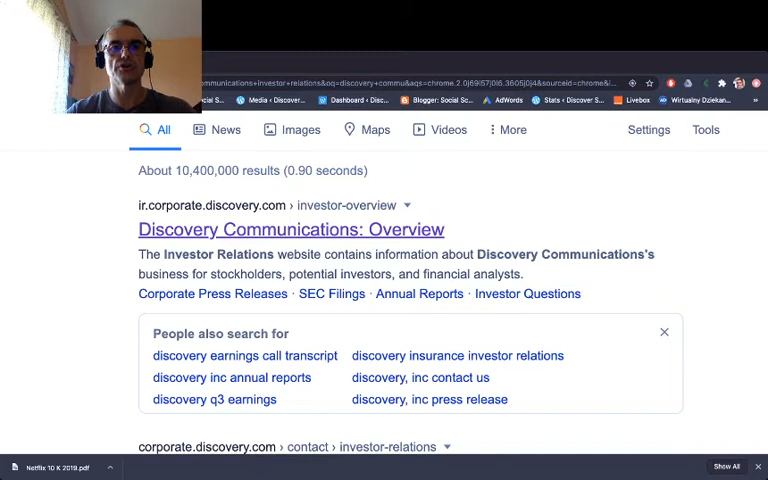 ommunications+investor+relations&oq=discovery+commu&aqs=chrome.2.0j69i57j0l6.3605j0j4&sourceid=chrome&i...
cial S... Media ‹ Discover... Dashboard ‹ Disc... Blogger: Social Sc... AdWords Stats ‹ Discover S... Livebox Wirtualny Dziekan... »
All News Images Maps Videos More Settings Tools
About 10,400,000 results (0.90 seconds)
ir.corporate.discovery.com › investor-overview
Discovery Communications: Overview
The Investor Relations website contains information about Discovery Communications's
business for stockholders, potential investors, and financial analysts.
Corporate Press Releases · SEC Filings · Annual Reports · Investor Questions
People also search for
discovery earnings call transcript discovery insurance investor relations
discovery inc annual reports discovery, inc contact us
discovery q3 earnings discovery, inc press release
corporate.discovery.com › contact › investor-relations
Netflix 10 K 2019.pdf Show All